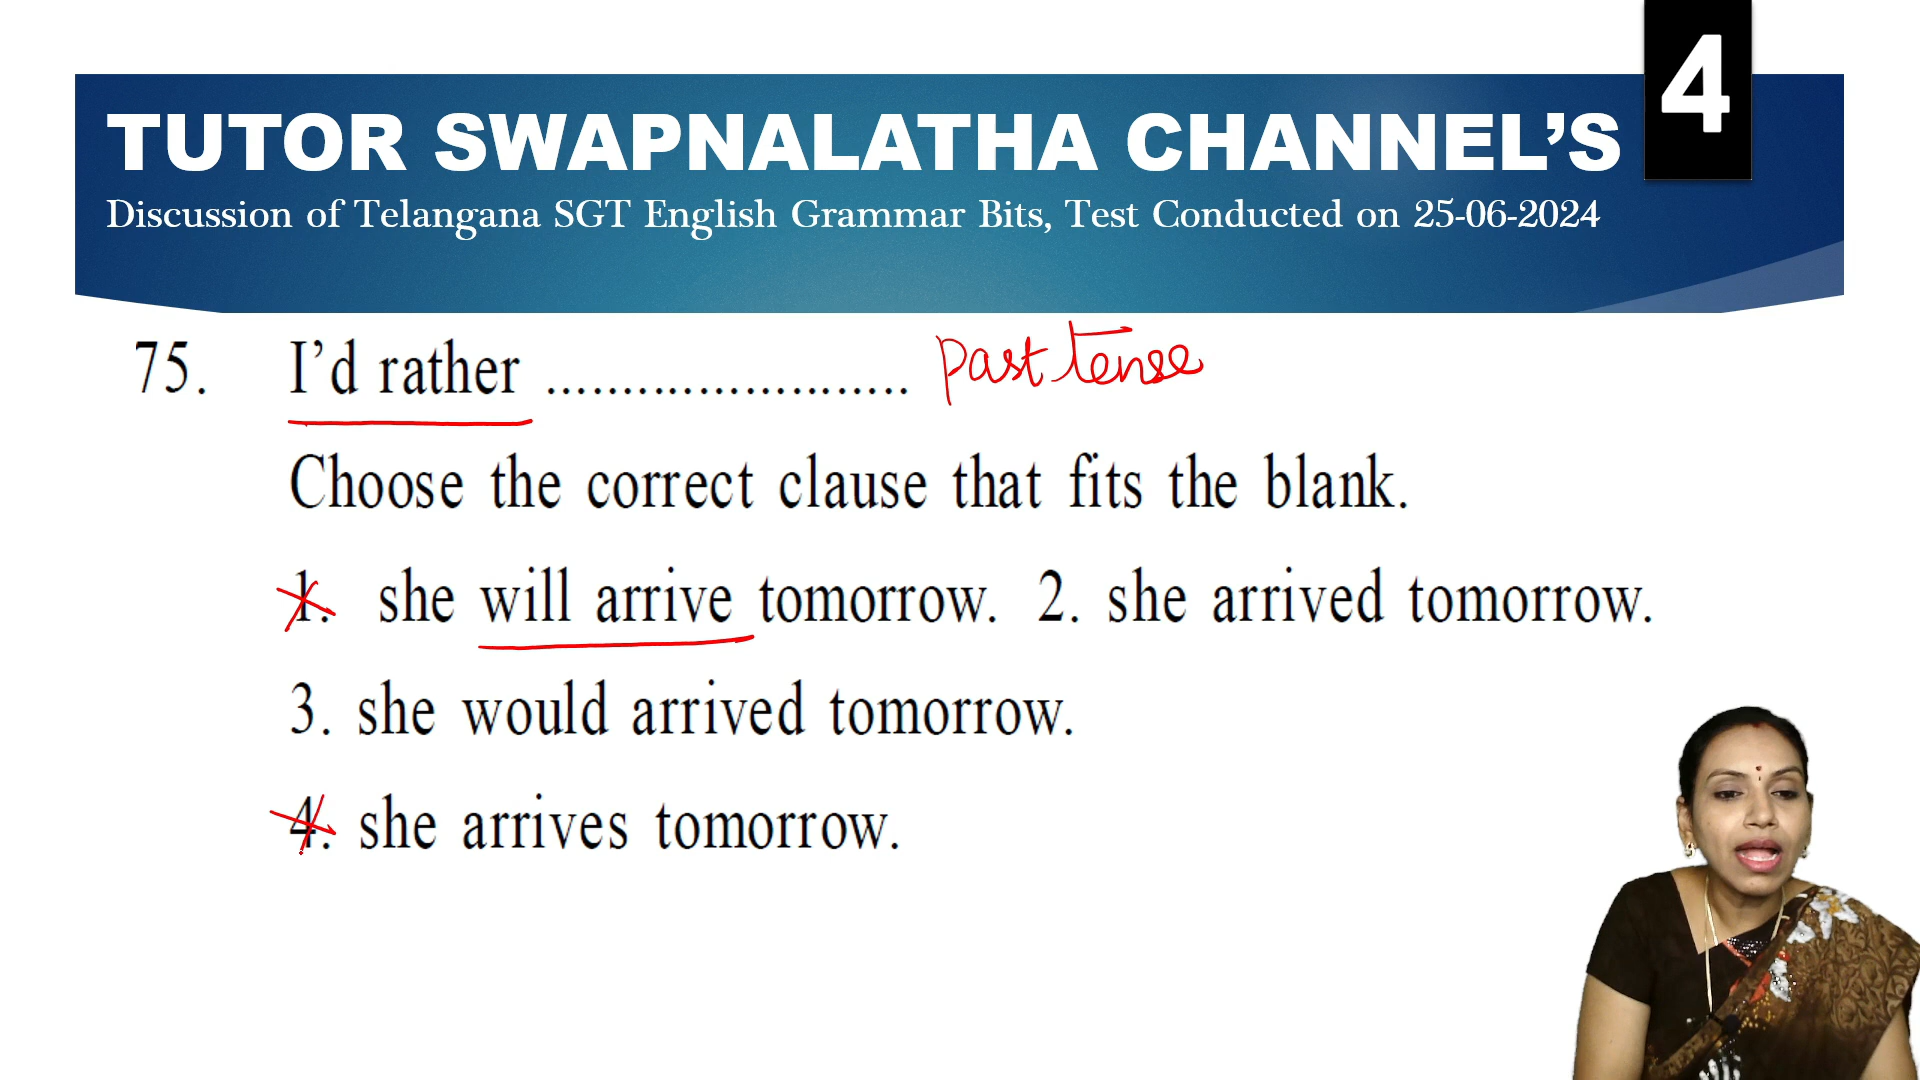 4
TUTOR SWAPNALATHA CHANNEL’S
Discussion of Telangana SGT English Grammar Bits, Test Conducted on 25-06-2024
75. I’d rather ........................ Past tense
Choose the correct clause that fits the blank.
1. she will arrive tomorrow. 2. she arrived tomorrow.
3. she would arrived tomorrow.
4. she arrives tomorrow.